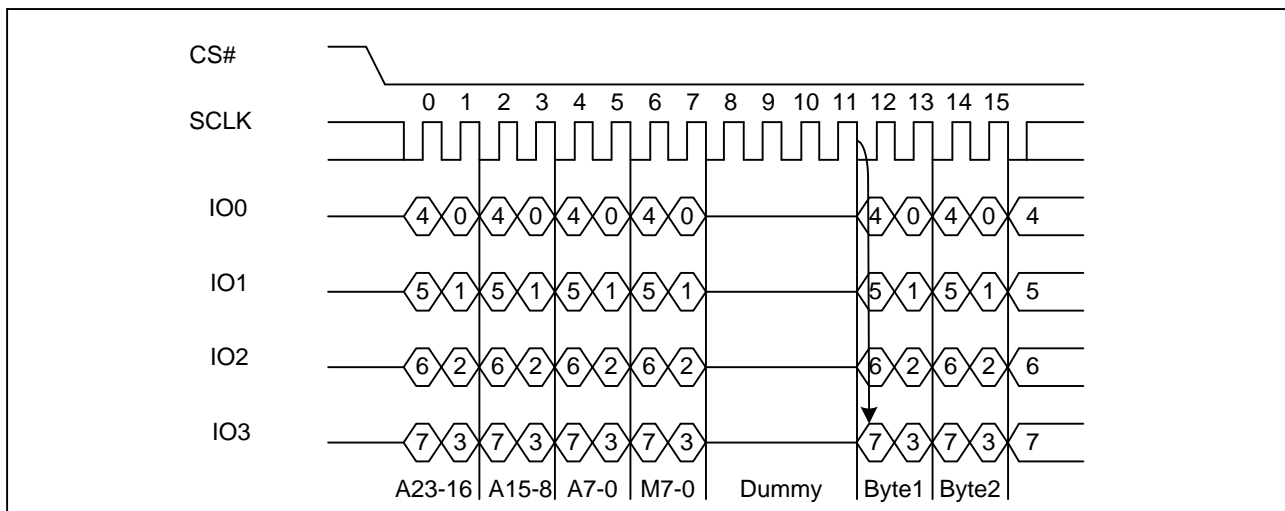 CS#
0 1 2 3 4 5 6 7 8 9 10 11 12 13 14 15
SCLK
IO0 4 0 4 0 4 0 4 0 4 0 4 0 4
IO1 5 1 5 1 5 1 5 1 5 1 5 1 5
IO2 6 2 6 2 6 2 6 2 6 2 6 2 6
IO3 7 3 7 3 7 3 7 3 7 3 7 3 7
A23-16 A15-8 A7-0 M7-0 Dummy Byte1 Byte2